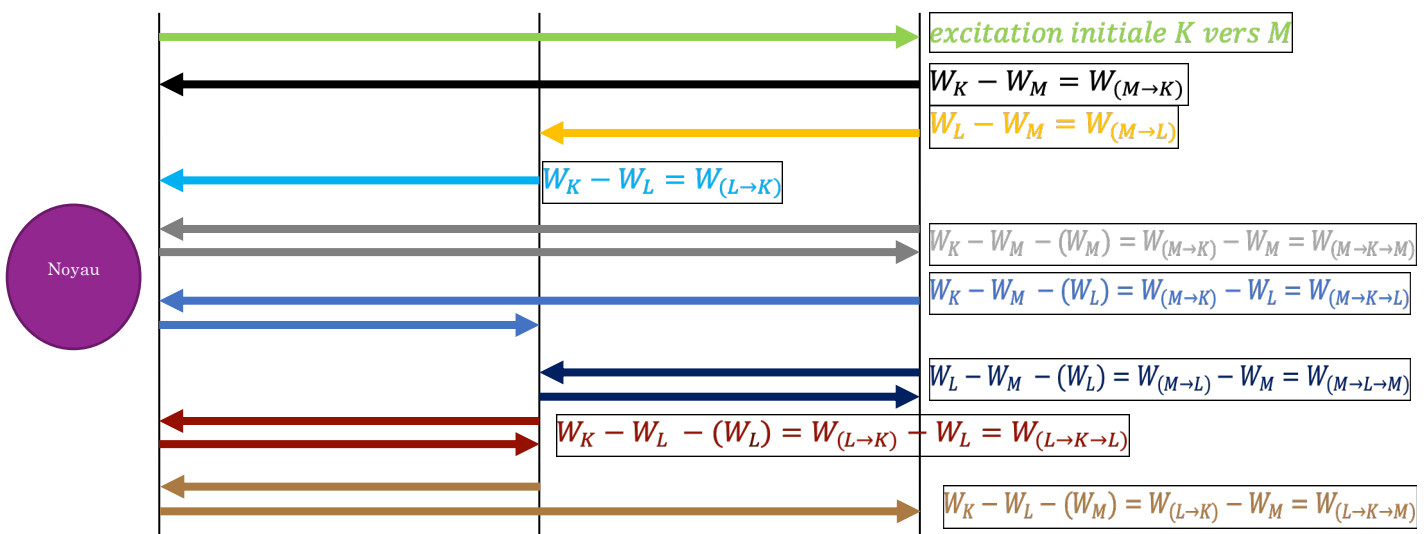 excitation initiale K vers M
W_K − W_M = W_(M→K)
W_L − W_M = W_(M→L)
W_K − W_L = W_(L→K)
W_K − W_M − (W_M) = W_(M→K) − W_M = W_(M→K→M)
Noyau
W_K − W_M − (W_L) = W_(M→K) − W_L = W_(M→K→L)
W_L − W_M − (W_L) = W_(M→L) − W_M = W_(M→L→M)
W_K − W_L − (W_L) = W_(L→K) − W_L = W_(L→K→L)
W_K − W_L − (W_M) = W_(L→K) − W_M = W_(L→K→M)